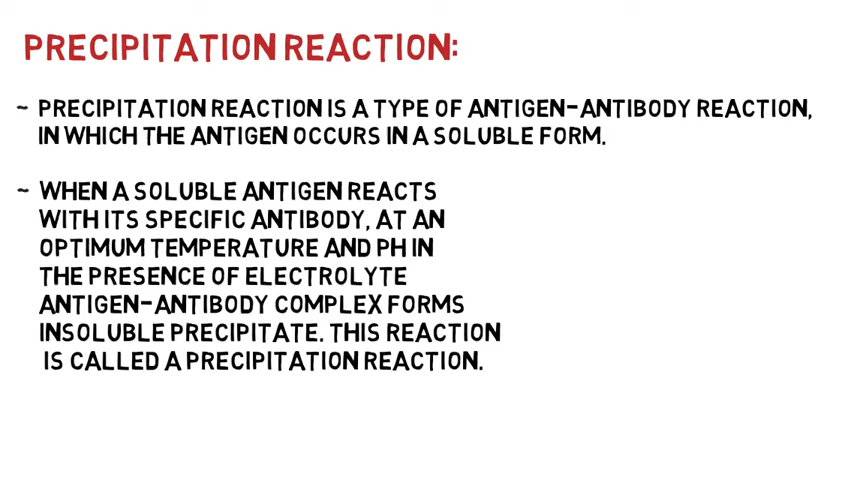 PRECIPITATION REACTION:
~ PRECIPITATION REACTION IS A TYPE OF ANTIGEN-ANTIBODY REACTION,
IN WHICH THE ANTIGEN OCCURS IN A SOLUBLE FORM.
~ WHEN A SOLUBLE ANTIGEN REACTS
WITH ITS SPECIFIC ANTIBODY, AT AN
OPTIMUM TEMPERATURE AND PH IN
THE PRESENCE OF ELECTROLYTE
ANTIGEN-ANTIBODY COMPLEX FORMS
INSOLUBLE PRECIPITATE. THIS REACTION
IS CALLED A PRECIPITATION REACTION.